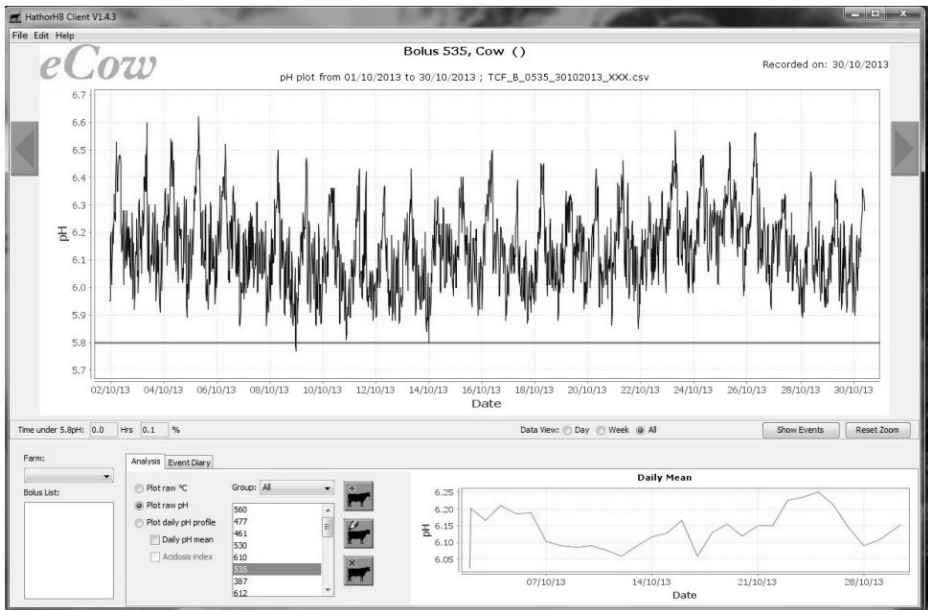 HathorHB Client V1.4.3
File Edit Help
eCow
Bolus 535, Cow ()
Recorded on: 30/10/2013
pH plot from 01/10/2013 to 30/10/2013 ; TCF_B_0535_30102013_XXX.csv
6.7
6.6
6.5
6.4
6.3
6.2
6.1
6.0
5.9
5.8
5.7
pH
02/10/13 04/10/13 06/10/13 08/10/13 10/10/13 12/10/13 14/10/13 16/10/13 18/10/13 20/10/13 22/10/13 24/10/13 26/10/13 28/10/13 30/10/13
Date
Time under 5.8pH: 0.0 Hrs 0.1 %
Data View: Day Week All
Show Events Reset Zoom
Farm:
Bolus List:
Analysis Event Diary
Plot raw °C
Plot raw pH
Plot daily pH profile
Daily pH mean
Acidosis index
Group: All
560
477
461
530
610
535
387
612
Daily Mean
6.25
6.20
6.15
6.10
6.05
pH
07/10/13 14/10/13 21/10/13 28/10/13
Date